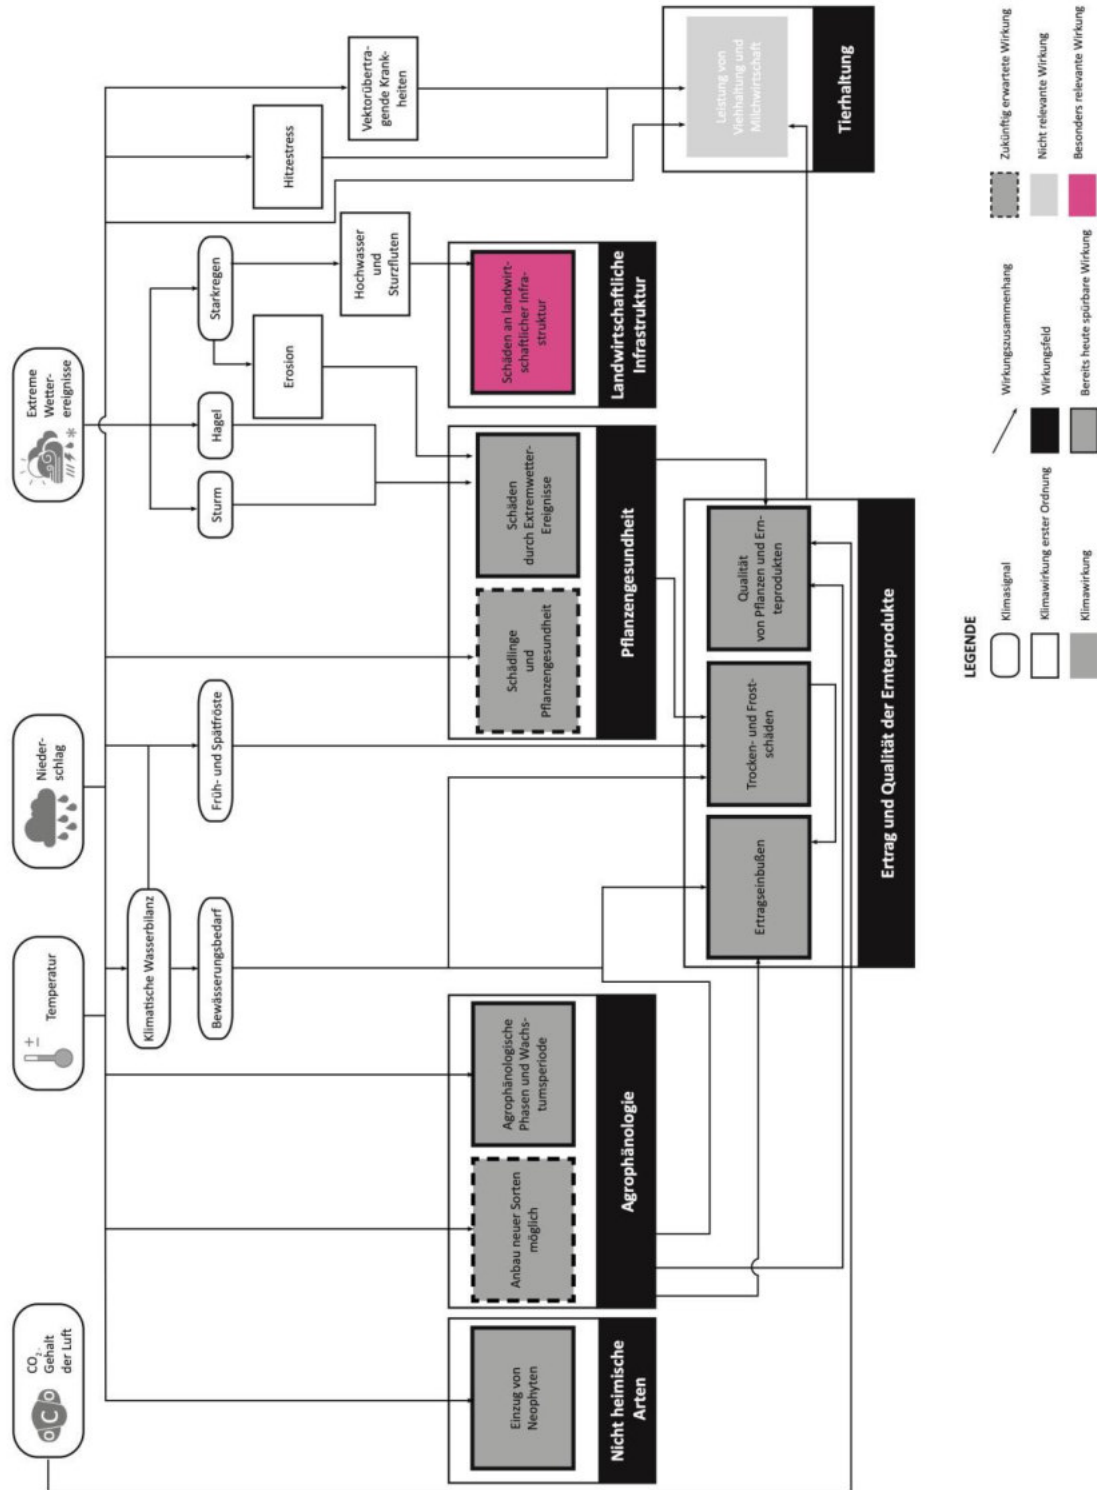 CO2-
Gehalt
der Luft
Temperatur
Nieder-
schlag
Extreme
Wetter-
ereignisse
Klimatische Wasserbilanz
Bewässerungsbedarf
Früh- und Spätfröste
Sturm
Hagel
Starkregen
Erosion
Hitzestress
Hochwasser
und
Sturzfluten
Vektorübertra-
gende Krank-
heiten
Einzug von
Neophyten
Nicht heimische
Arten
Anbau neuer Sorten
möglich
Agrophänologische
Phasen und Wachs-
tumsperiode
Agrophänologie
Schädlinge
und
Pflanzengesundheit
Schäden
durch Extremwetter-
Ereignisse
Pflanzengesundheit
Schäden an landwirt-
schaftlicher Infra-
struktur
Landwirtschaftliche
Infrastruktur
Ertragseinbußen
Trocken- und Frost-
schäden
Qualität
von Pflanzen und Ern-
teprodukten
Ertrag und Qualität der Ernteprodukte
Leistung von
Viehhaltung und
Milchwirtschaft
Tierhaltung
LEGENDE
Klimasignal
Wirkungszusammenhang
Zukünftig erwartete Wirkung
Klimawirkung erster Ordnung
Wirkungsfeld
Nicht relevante Wirkung
Klimawirkung
Bereits heute spürbare Wirkung
Besonders relevante Wirkung